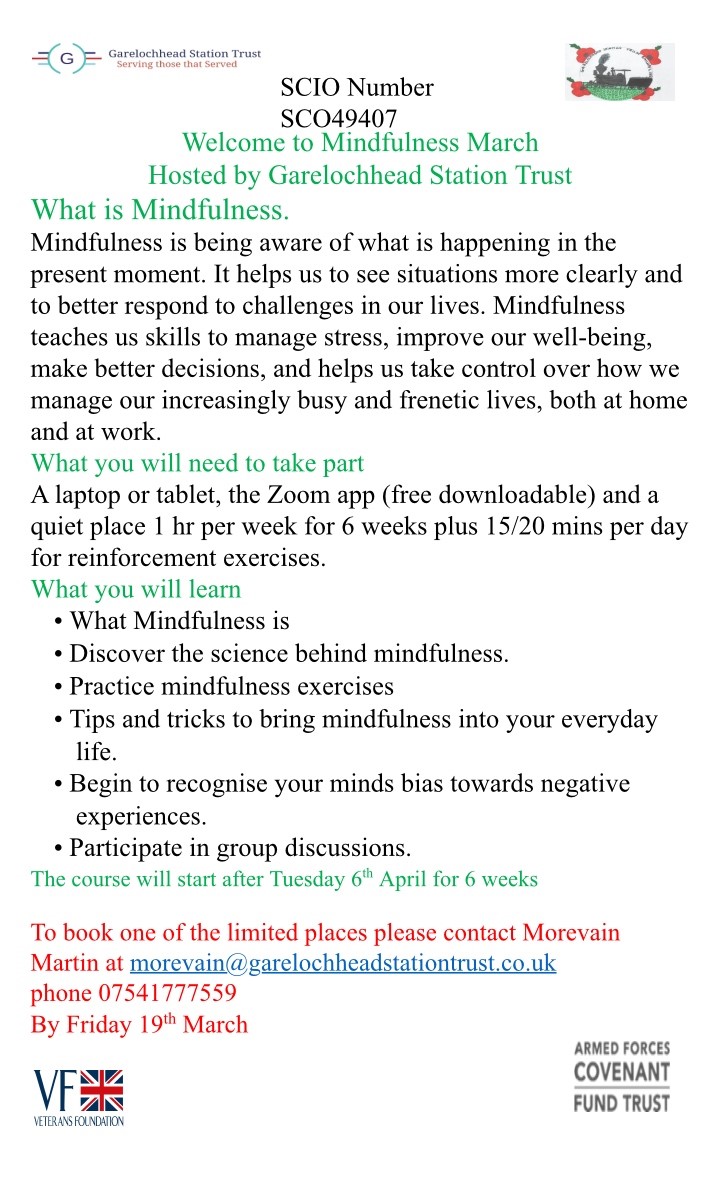 G
Garelochhead Station Trust
Serving those that Served
SCIO Number
SCO49407
Welcome to Mindfulness March
Hosted by Garelochhead Station Trust
What is Mindfulness.
Mindfulness is being aware of what is happening in the
present moment. It helps us to see situations more clearly and
to better respond to challenges in our lives. Mindfulness
teaches us skills to manage stress, improve our well-being,
make better decisions, and helps us take control over how we
manage our increasingly busy and frenetic lives, both at home
and at work.
What you will need to take part
A laptop or tablet, the Zoom app (free downloadable) and a
quiet place 1 hr per week for 6 weeks plus 15/20 mins per day
for reinforcement exercises.
What you will learn
• What Mindfulness is
• Discover the science behind mindfulness.
• Practice mindfulness exercises
• Tips and tricks to bring mindfulness into your everyday
life.
• Begin to recognise your minds bias towards negative
experiences.
• Participate in group discussions.
The course will start after Tuesday 6th April for 6 weeks
To book one of the limited places please contact Morevain
Martin at morevain@garelochheadstationtrust.co.uk
phone 07541777559
By Friday 19th March
VF
VETERANS FOUNDATION
ARMED FORCES
COVENANT
FUND TRUST